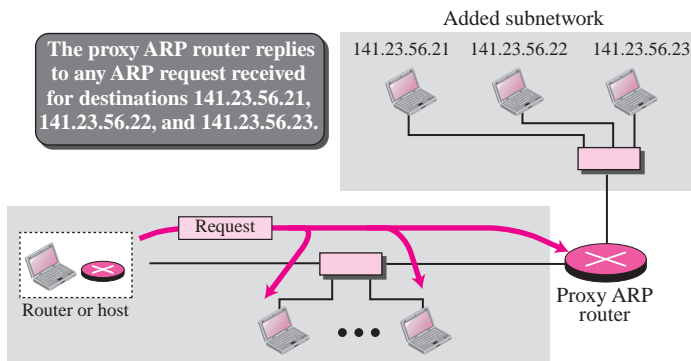 Added subnetwork
The proxy ARP router replies
to any ARP request received
for destinations 141.23.56.21,
141.23.56.22, and 141.23.56.23.
141.23.56.21 141.23.56.22 141.23.56.23
Request
Router or host
Proxy ARP
router